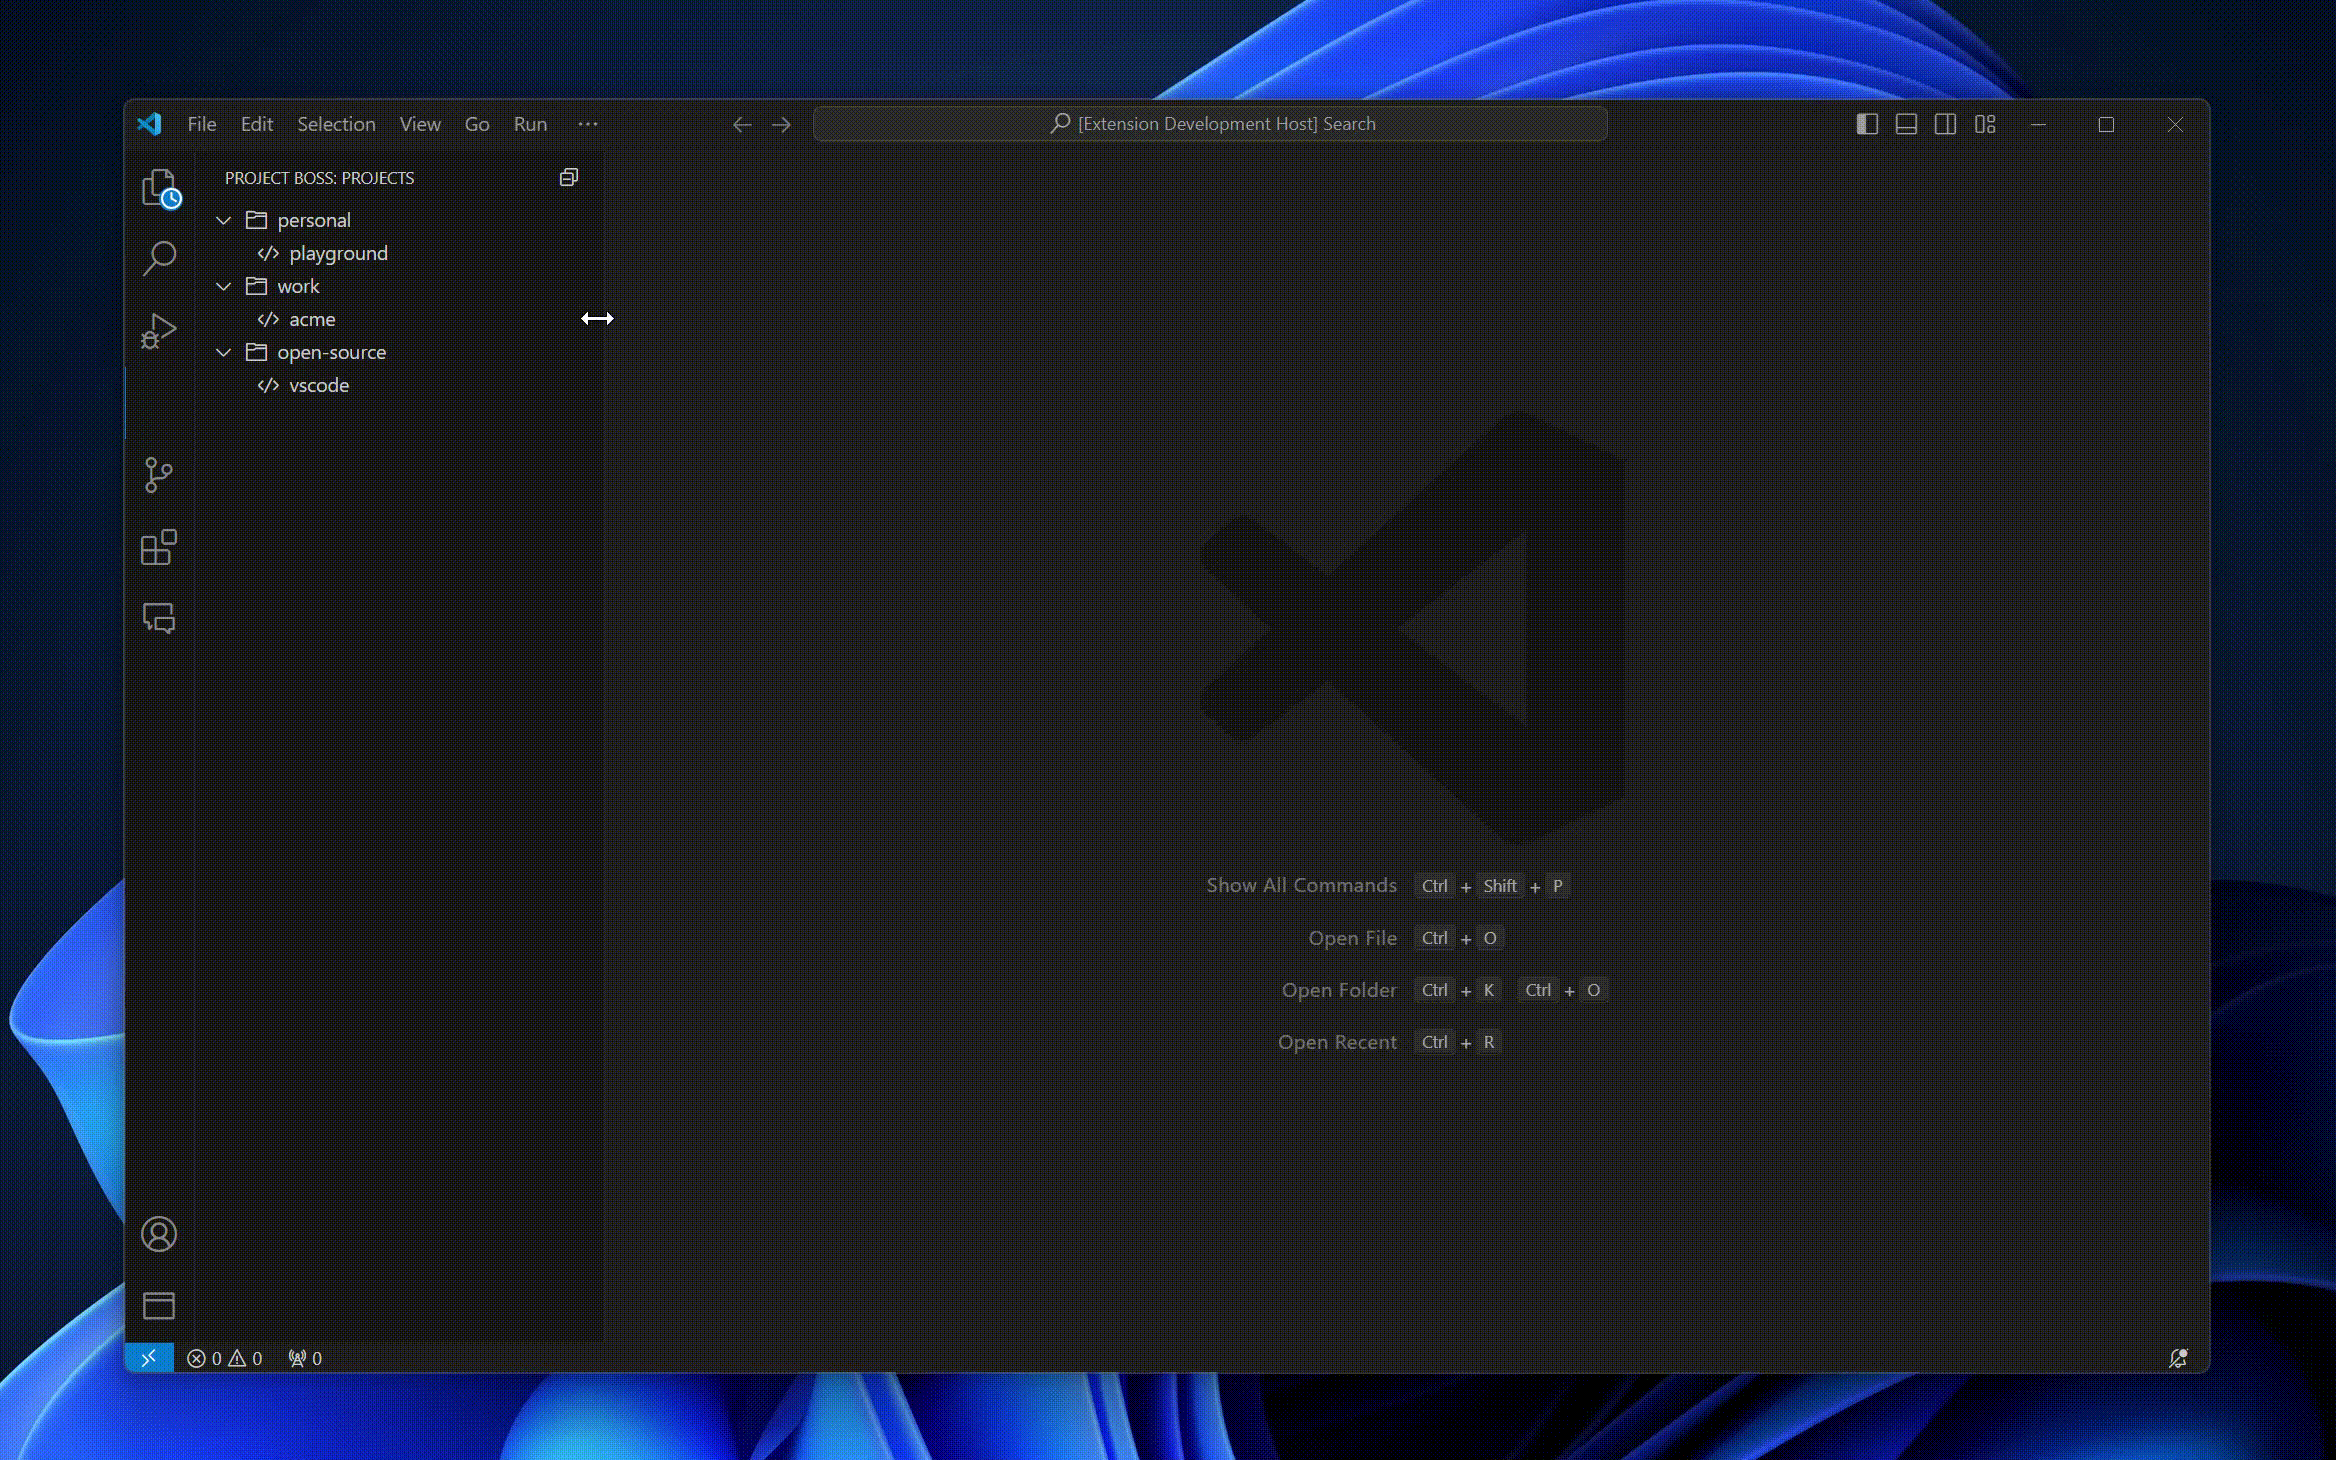 File Edit Selection View Go Run ···
[Extension Development Host] Search
PROJECT BOSS: PROJECTS
personal
playground
work
acme
open-source
vscode
Show All Commands Ctrl + Shift + P
Open File Ctrl + O
Open Folder Ctrl + K Ctrl + O
Open Recent Ctrl + R
0 0 0